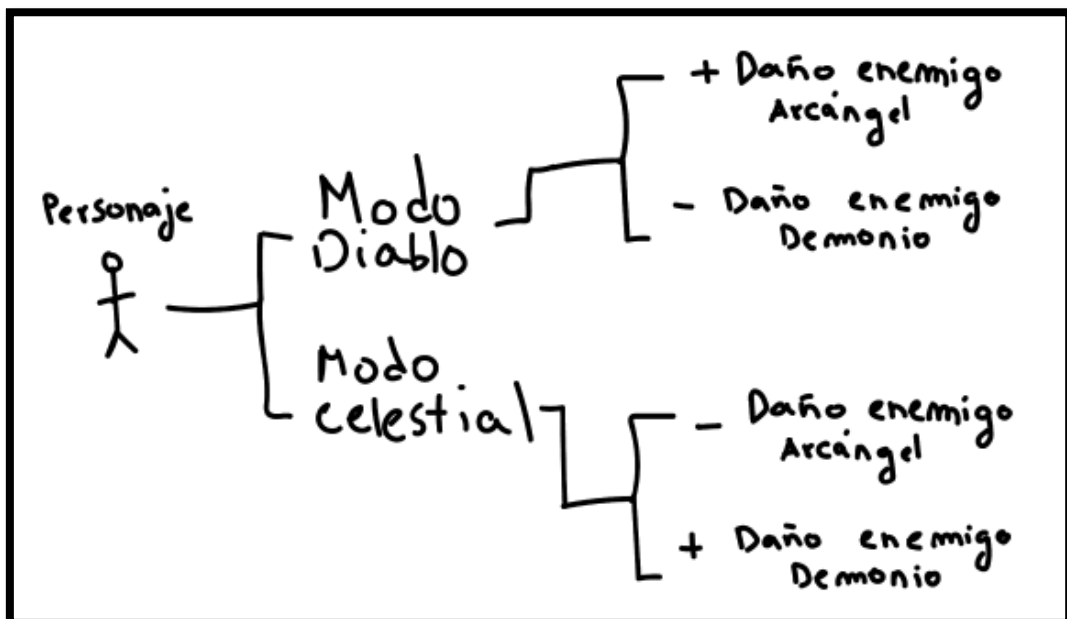 Personaje
Modo
Diablo
+ Daño enemigo
Arcángel
- Daño enemigo
Demonio
Modo
celestial
- Daño enemigo
Arcángel
+ Daño enemigo
Demonio